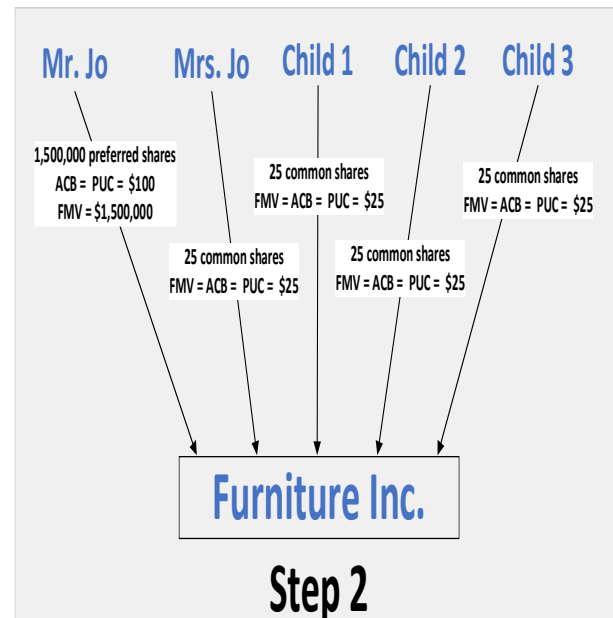 Mr. Jo
Mrs. Jo
Child 1
Child 2
Child 3
1,500,000 preferred shares
ACB = PUC = $100
FMV = $1,500,000
25 common shares
FMV = ACB = PUC = $25
25 common shares
FMV = ACB = PUC = $25
25 common shares
FMV = ACB = PUC = $25
25 common shares
FMV = ACB = PUC = $25
Furniture Inc.
Step 2